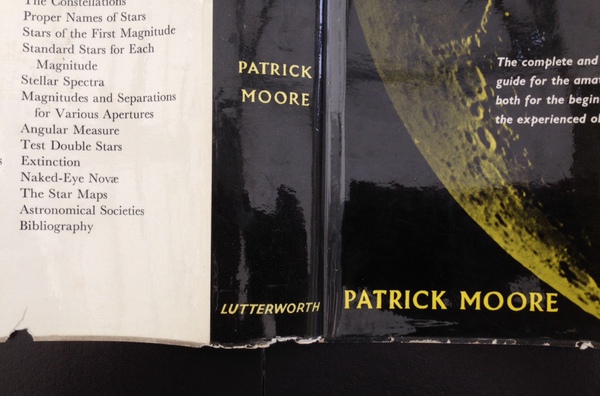 The Constellations
Proper Names of Stars
Stars of the First Magnitude
Standard Stars for Each
Magnitude
Stellar Spectra
Magnitudes and Separations
for Various Apertures
Angular Measure
Test Double Stars
Extinction
Naked-Eye Novæ
The Star Maps
Astronomical Societies
Bibliography
PATRICK
MOORE
LUTTERWORTH
The complete and
guide for the ama
both for the begin
the experienced o
PATRICK MOORE